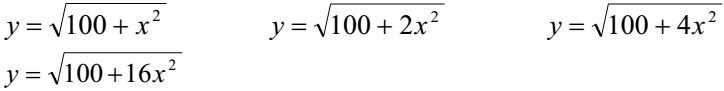 y = √(100 + x²)   y = √(100 + 2x²)   y = √(100 + 4x²)
y = √(100 + 16x²)